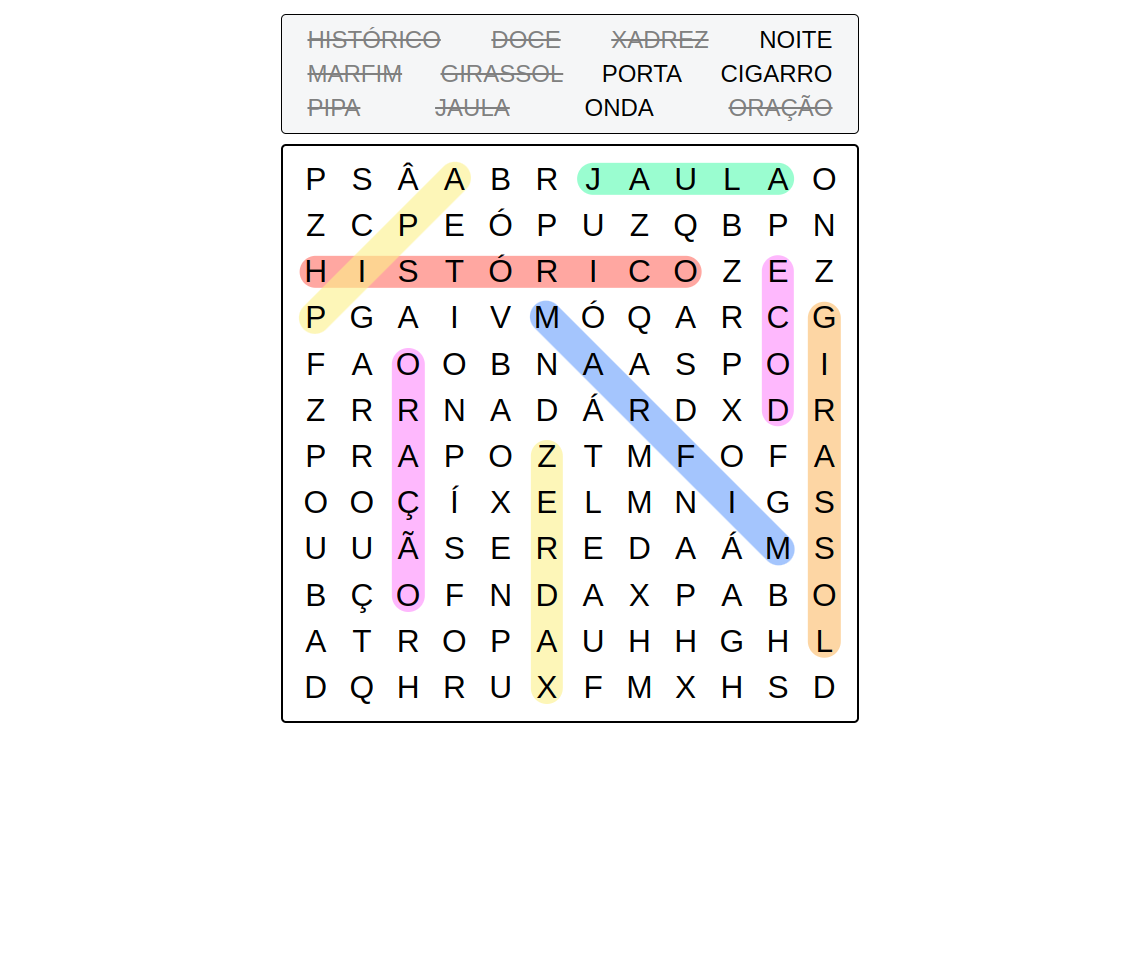 HISTÓRICO DOCE XADREZ NOITE
MARFIM GIRASSOL PORTA CIGARRO
PIPA JAULA ONDA ORAÇÃO
P S Â A B R J A U L A O
Z C P E Ó P U Z Q B P N
H I S T Ó R I C O Z E Z
P G A I V M Ó Q A R C G
F A O O B N A A S P O I
Z R R N A D Á R D X D R
P R A P O Z T M F O F A
O O Ç Í X E L M N I G S
U U Ã S E R E D A Á M S
B Ç O F N D A X P A B O
A T R O P A U H H G H L
D Q H R U X F M X H S D